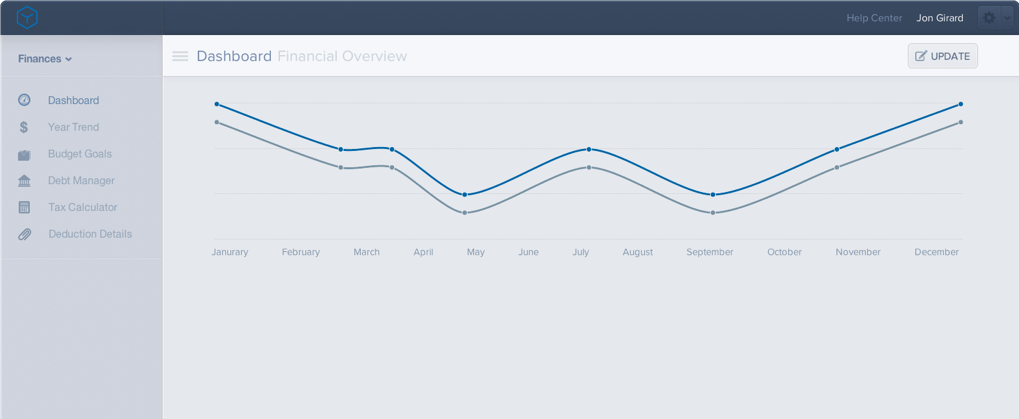 Help Center Jon Girard
Finances
Dashboard Financial Overview
UPDATE
Dashboard
Year Trend
Budget Goals
Debt Manager
Tax Calculator
Deduction Details
Janurary February March April May June July August September October November December